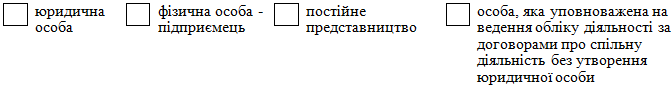 юридична особа
фізична особа - підприємець
постійне представництво
особа, яка уповноважена на
ведення обліку діяльності за
договорами про спільну
діяльність без утворення
юридичної особи